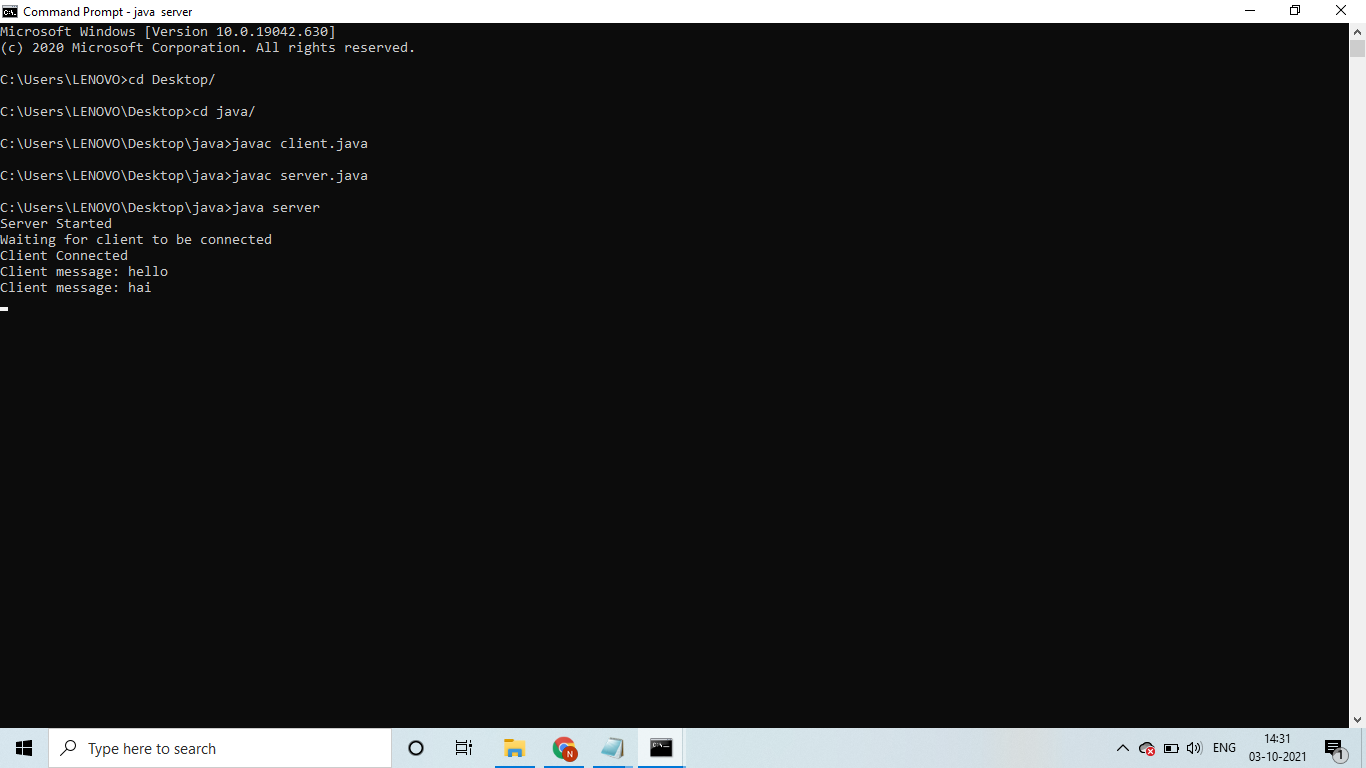 Command Prompt - java  server
Microsoft Windows [Version 10.0.19042.630]
(c) 2020 Microsoft Corporation. All rights reserved.
C:\Users\LENOVO>cd Desktop/
C:\Users\LENOVO\Desktop>cd java/
C:\Users\LENOVO\Desktop\java>javac client.java
C:\Users\LENOVO\Desktop\java>javac server.java
C:\Users\LENOVO\Desktop\java>java server
Server Started
Waiting for client to be connected
Client Connected
Client message: hello
Client message: hai
Type here to search
N
ENG
14:31
03-10-2021
1